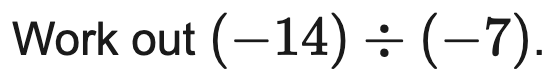 Work out (−14) ÷ (−7).